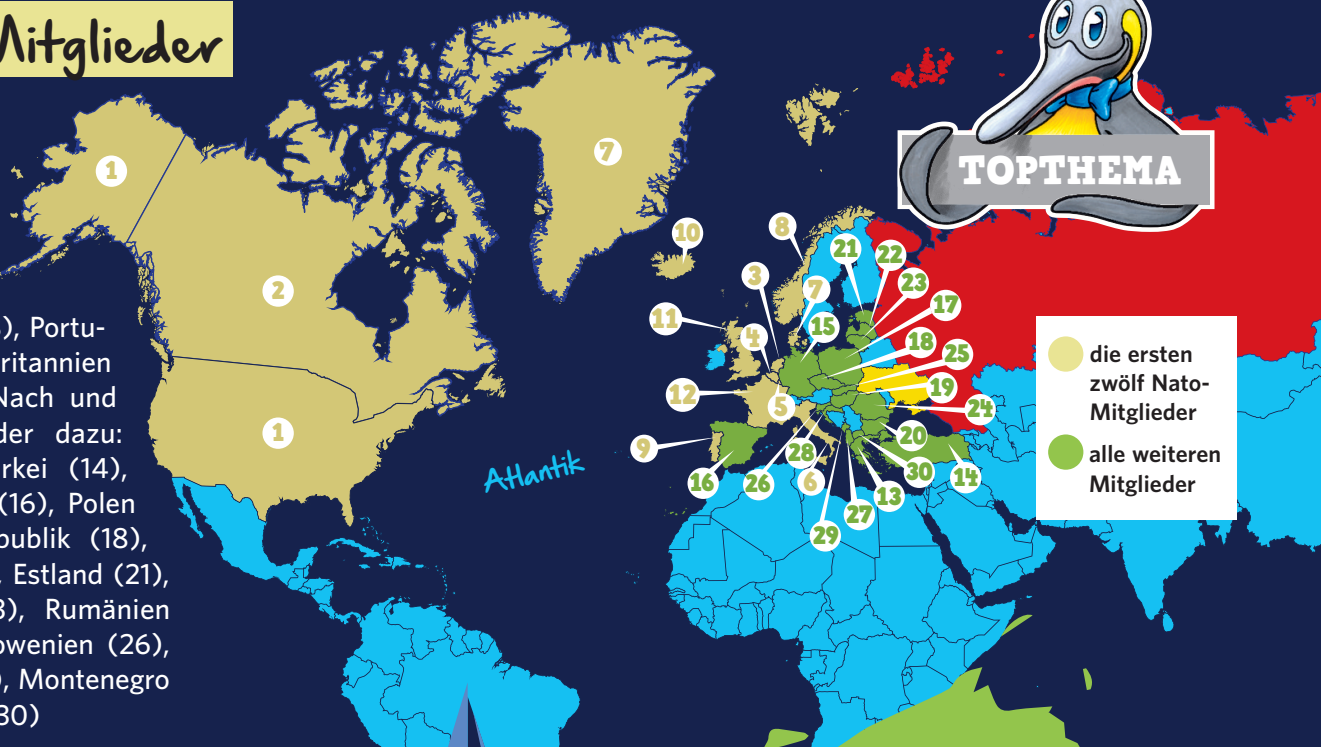 Mitglieder
TOPTHEMA
), Portu-
ritannien
Nach und
der dazu:
rkei (14),
(16), Polen
publik (18),
, Estland (21),
3), Rumänien
owenien (26),
), Montenegro
30)
1
7
2
1
10
8
3
7
21
22
23
17
11
4
15
18
25
12
5
19
24
9
28
20
16
26
6
30
14
13
27
29
Atlantik
die ersten
zwölf Nato-
Mitglieder
alle weiteren
Mitglieder